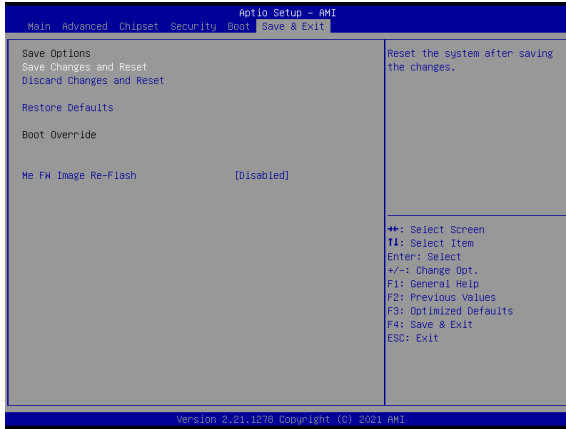 Aptio Setup – AMI
Main Advanced Chipset Security Boot Save & Exit
Save Options
Save Changes and Reset
Discard Changes and Reset
Restore Defaults
Boot Override
Me FW Image Re-Flash [Disabled]
Reset the system after saving
the changes.
→←: Select Screen
↑↓: Select Item
Enter: Select
+/-: Change Opt.
F1: General Help
F2: Previous Values
F3: Optimized Defaults
F4: Save & Exit
ESC: Exit
Version 2.21.1278 Copyright (C) 2021 AMI